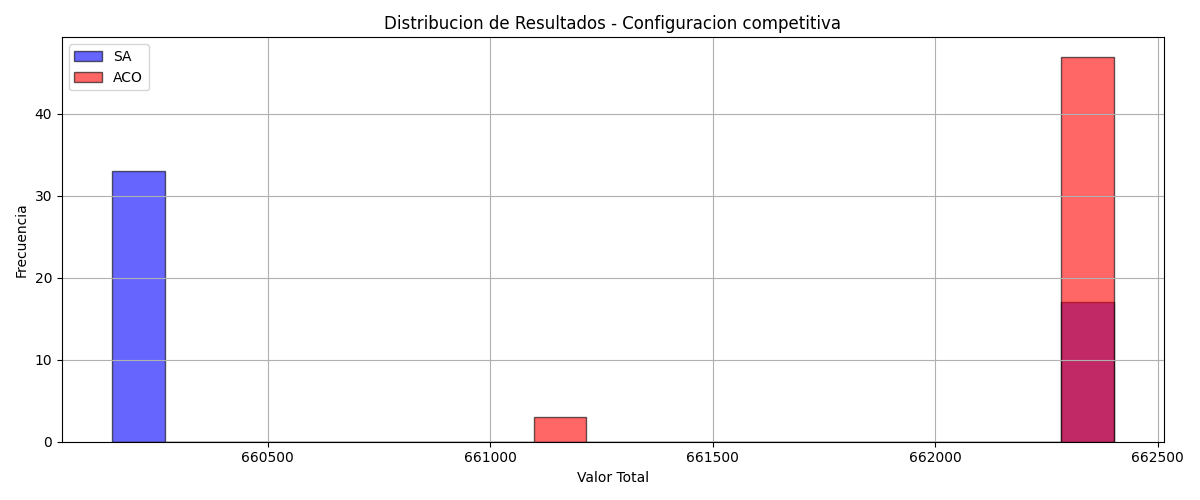 Distribucion de Resultados - Configuracion competitiva
SA
ACO
Frecuencia
40
30
20
10
0
660500 661000 661500 662000 662500
Valor Total